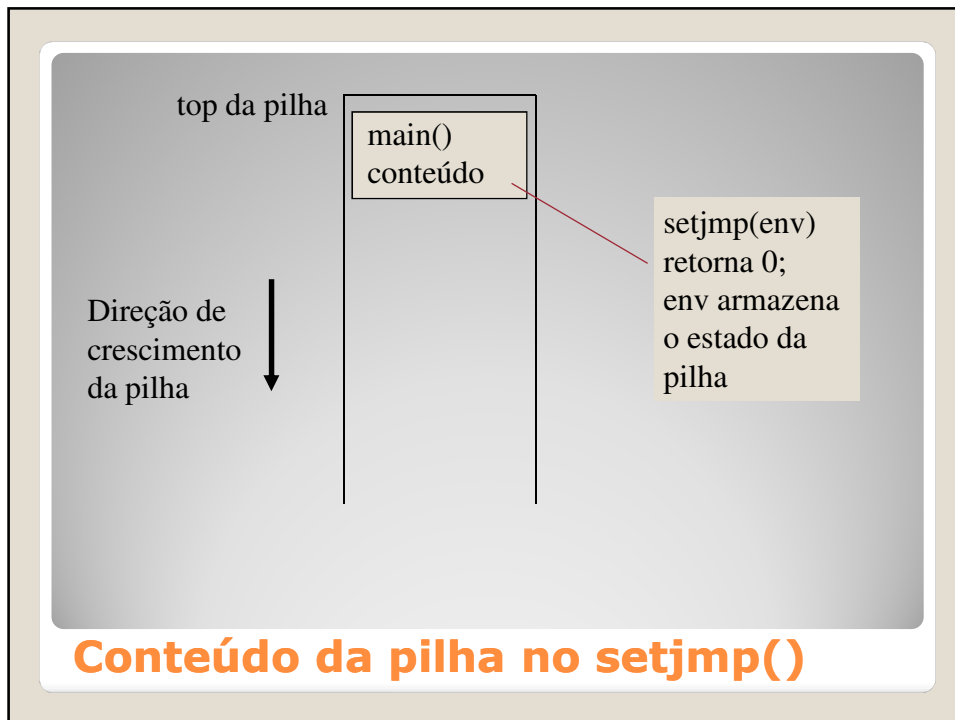 top da pilha
main()
conteúdo
setjmp(env)
retorna 0;
env armazena
o estado da
pilha
Direção de
crescimento
da pilha
Conteúdo da pilha no setjmp()